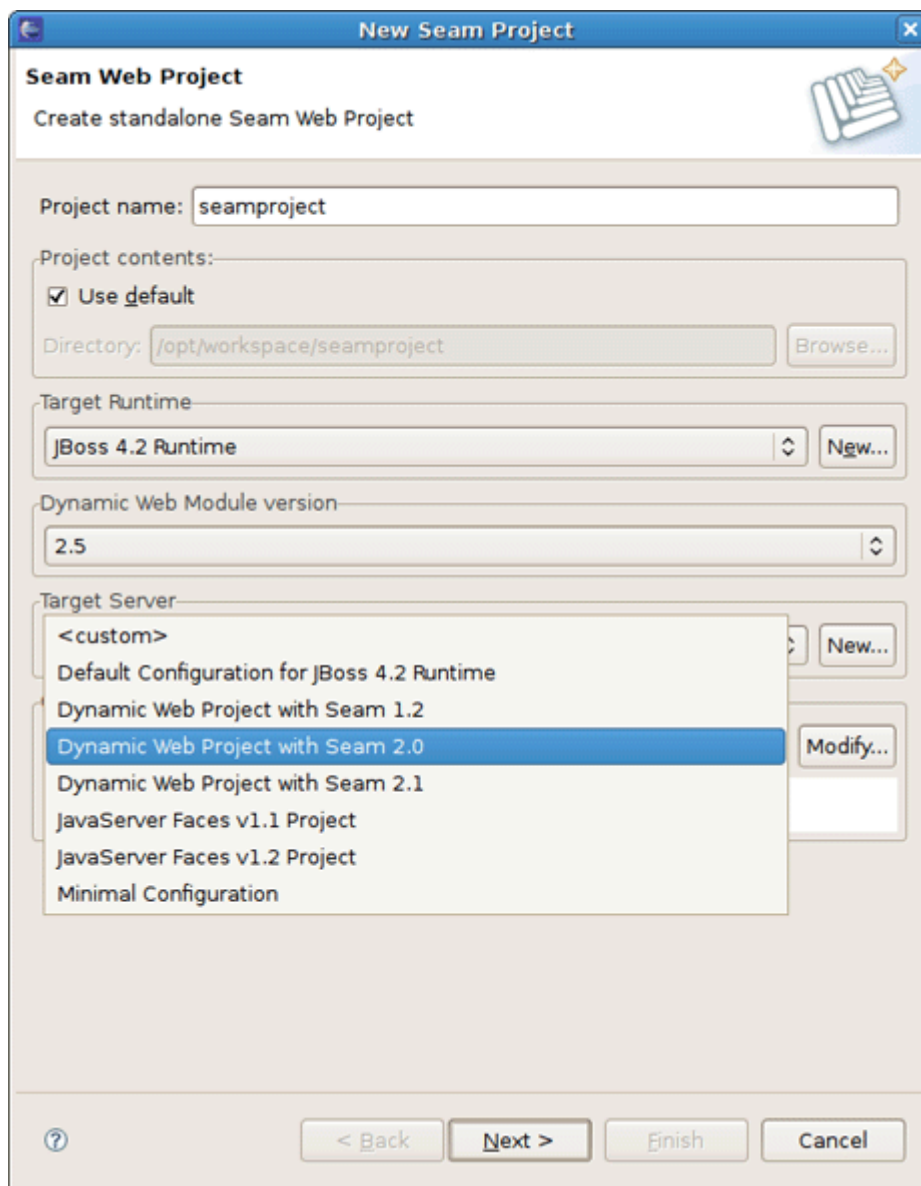 New Seam Project
Seam Web Project
Create standalone Seam Web Project
Project name: seamproject
Project contents:
Use default
Directory: /opt/workspace/seamproject Browse...
Target Runtime
JBoss 4.2 Runtime New...
Dynamic Web Module version
2.5
Target Server
<custom>
New...
Default Configuration for JBoss 4.2 Runtime
Dynamic Web Project with Seam 1.2
Dynamic Web Project with Seam 2.0 Modify...
Dynamic Web Project with Seam 2.1
JavaServer Faces v1.1 Project
JavaServer Faces v1.2 Project
Minimal Configuration
? < Back Next > Finish Cancel